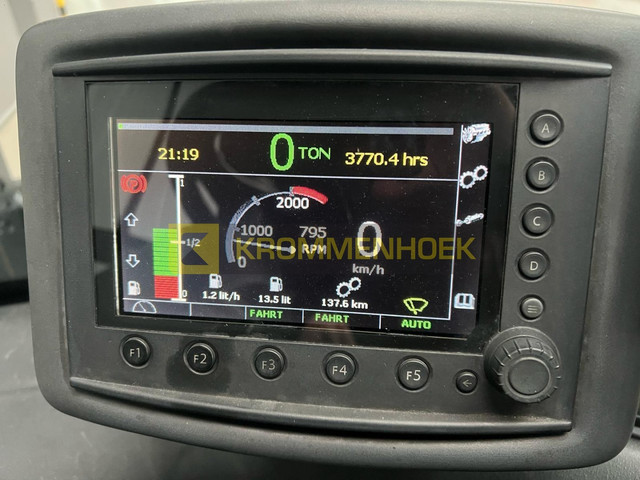 21:19 0 TON 3770.4 hrs
1
2000
1000 795
1/2
RPM
0
0
km/h
0
1.2 lit/h 13.5 lit 137.6 km
FAHRT FAHRT AUTO
KROMMENHOEK
A
B
C
D
F1 F2 F3 F4 F5